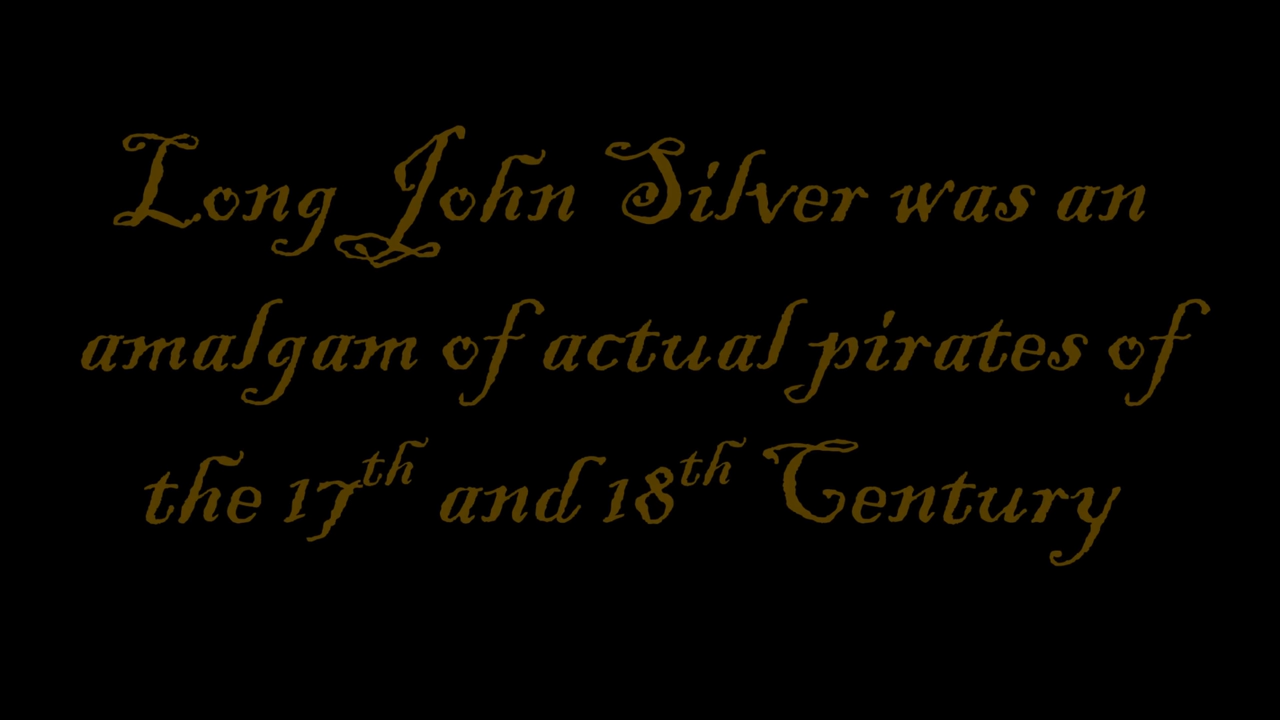 Long John Silver was an
amalgam of actual pirates of
the 17th and 18th Century